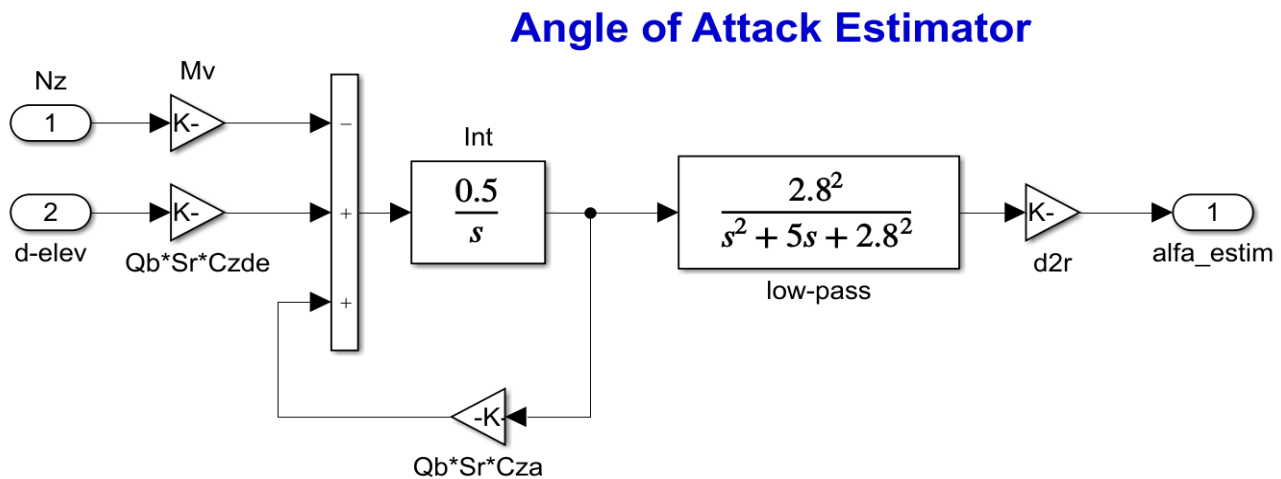 Angle of Attack Estimator
Nz
Mv
1
K-
−
Int
0.5
s
2.8²
s² + 5s + 2.8²
2
K-
+
K-
1
d-elev
Qb*Sr*Czde
d2r
alfa_estim
low-pass
+
-K-
Qb*Sr*Cza